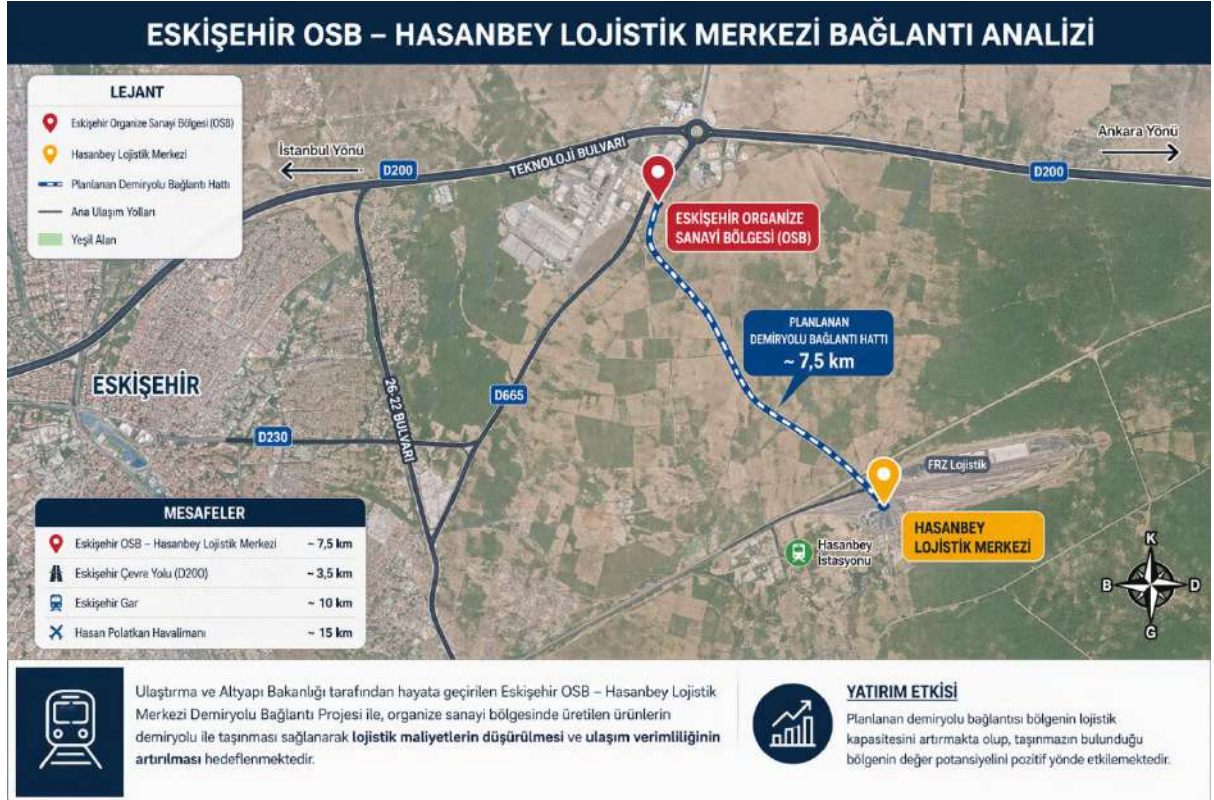 ESKİŞEHİR OSB – HASANBEY LOJİSTİK MERKEZİ BAĞLANTI ANALİZİ
LEJANT
Eskişehir Organize Sanayi Bölgesi (OSB)
Hasanbey Lojistik Merkezi
Planlanan Demiryolu Bağlantı Hattı
Ana Ulaşım Yolları
Yeşil Alan
İstanbul Yönü
D200
TEKNOLOJİ BULVARI
Ankara Yönü
D200
ESKİŞEHİR ORGANİZE
SANAYİ BÖLGESİ (OSB)
PLANLANAN
DEMİRYOLU BAĞLANTI HATTI
~ 7,5 km
ESKİŞEHİR
D665
26-22 BULVARI
D230
FRZ Lojistik
HASANBEY
LOJİSTİK MERKEZİ
Hasanbey
İstasyonu
K
B
D
G
MESAFELER
Eskişehir OSB – Hasanbey Lojistik Merkezi ~ 7,5 km
Eskişehir Çevre Yolu (D200) ~ 3,5 km
Eskişehir Gar ~ 10 km
Hasan Polatkan Havalimanı ~ 15 km
Ulaştırma ve Altyapı Bakanlığı tarafından hayata geçirilen Eskişehir OSB – Hasanbey Lojistik
Merkezi Demiryolu Bağlantı Projesi ile, organize sanayi bölgesinde üretilen ürünlerin
demiryolu ile taşınması sağlanarak lojistik maliyetlerin düşürülmesi ve ulaşım verimliliğinin
artırılması hedeflenmektedir.
YATIRIM ETKİSİ
Planlanan demiryolu bağlantısı bölgenin lojistik
kapasitesini artırmakta olup, taşınmazın bulunduğu
bölgenin değer potansiyelini pozitif yönde etkilemektedir.